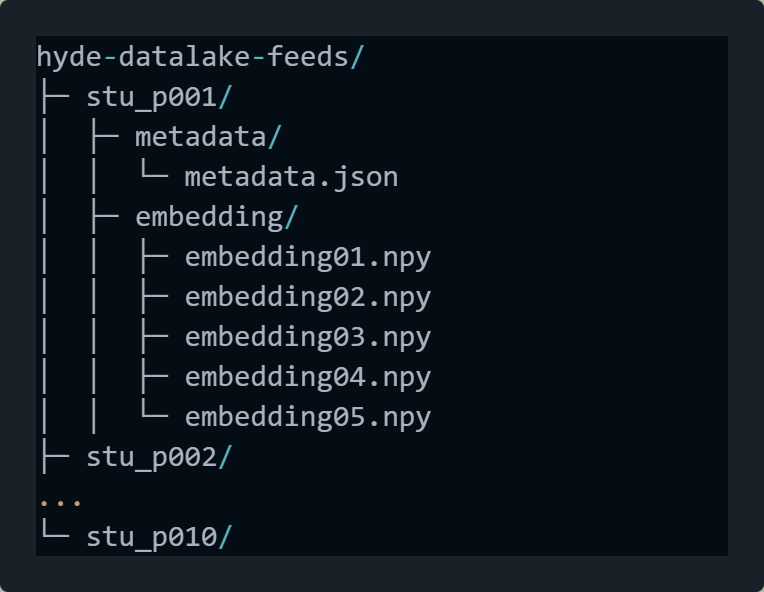 hyde-datalake-feeds/
├─ stu_p001/
│  ├─ metadata/
│  │  └─ metadata.json
│  ├─ embedding/
│  │  ├─ embedding01.npy
│  │  ├─ embedding02.npy
│  │  ├─ embedding03.npy
│  │  ├─ embedding04.npy
│  │  └─ embedding05.npy
├─ stu_p002/
...
└─ stu_p010/